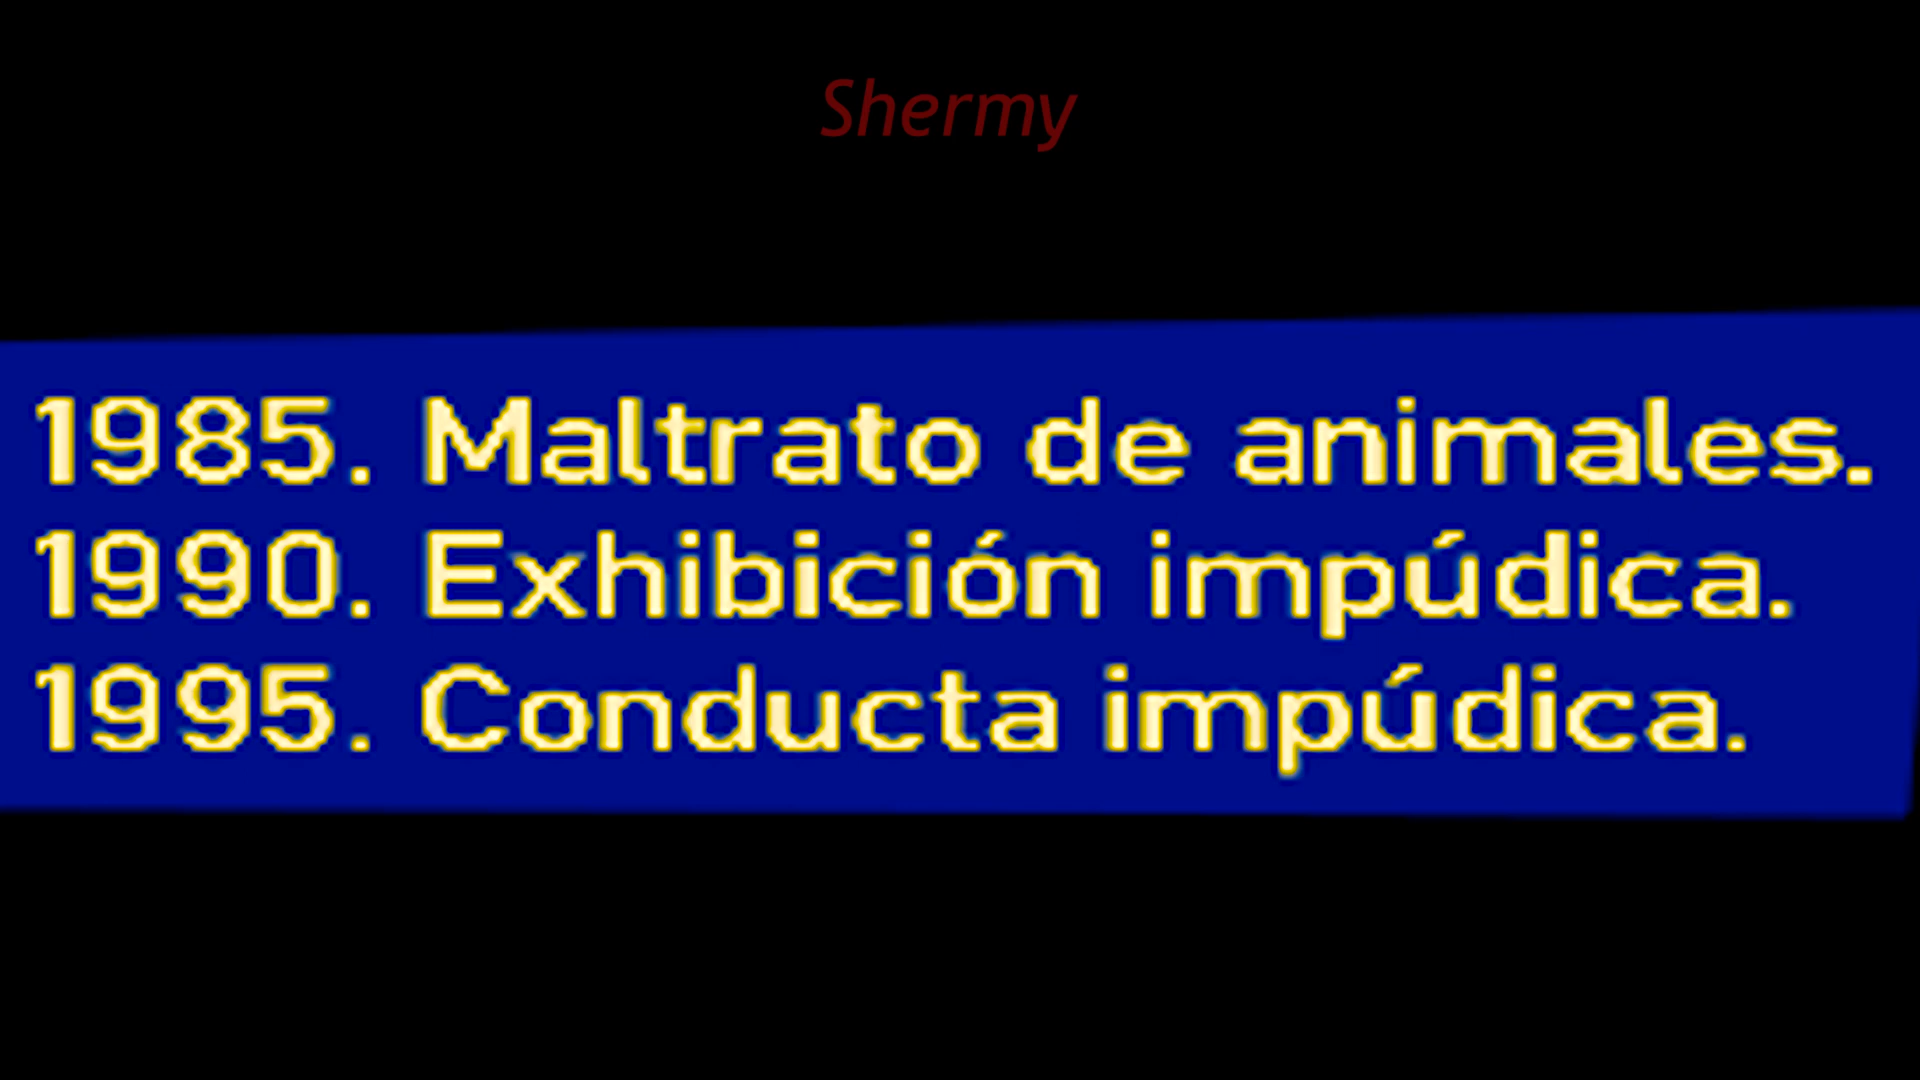 Shermy
1985. Maltrato de animales.
1990. Exhibición impúdica.
1995. Conducta impúdica.